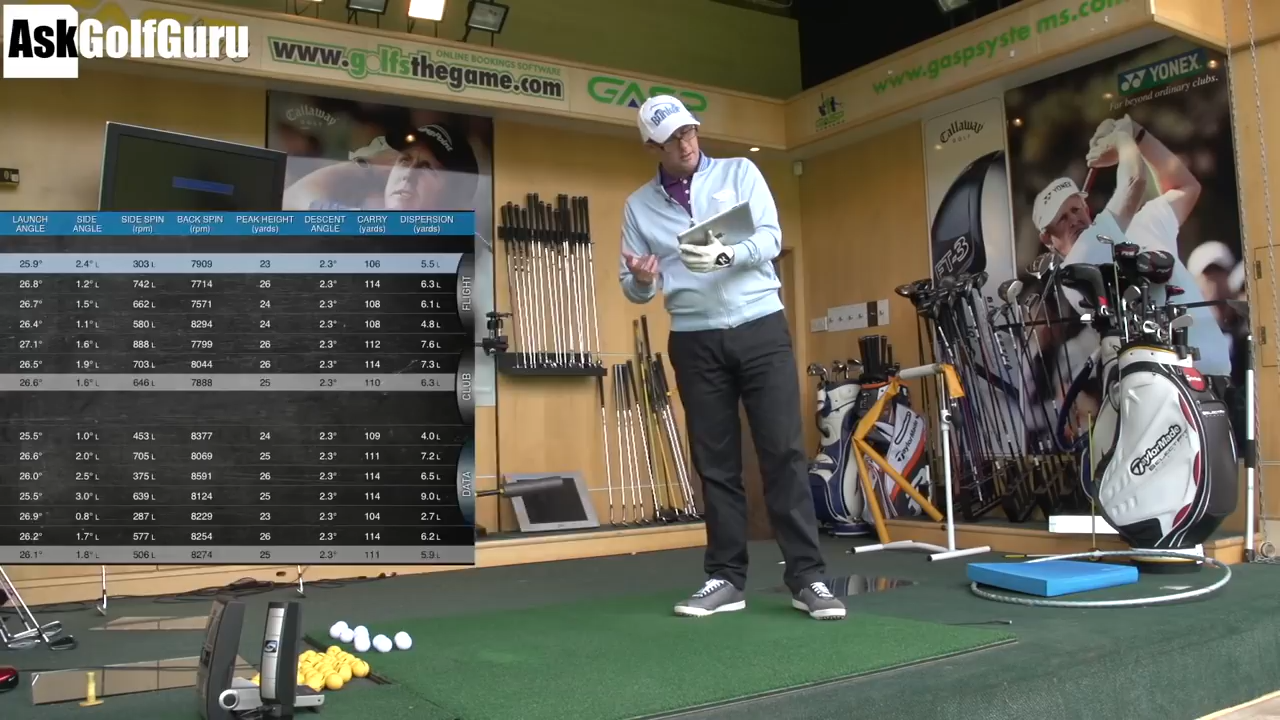 AskGolfGuru
www.golfsthegame.com
ONLINE BOOKINGS SOFTWARE
GASP
www.gaspsystems.com
YONEX
Far beyond ordinary clubs.
Callaway
GOLF
Callaway
GOLF
YONEX
FT-3
LAUNCH ANGLE SIDE ANGLE SIDE SPIN (rpm) BACK SPIN (rpm) PEAK HEIGHT (yards) DESCENT ANGLE CARRY (yards) DISPERSION (yards)
25.9° 2.4° L 303 L 7909 23 2.3° 106 5.5 L
26.8° 1.2° L 742 L 7714 26 2.3° 114 6.3 L
26.7° 1.5° L 662 L 7571 24 2.3° 108 6.1 L
26.4° 1.1° L 580 L 8294 24 2.3° 108 4.8 L
27.1° 1.6° L 888 L 7799 26 2.3° 112 7.6 L
26.5° 1.9° L 703 L 8044 26 2.3° 114 7.3 L
26.6° 1.6° L 646 L 7888 25 2.3° 110 6.3 L
25.5° 1.0° L 453 L 8377 24 2.3° 109 4.0 L
26.6° 2.0° L 705 L 8069 25 2.3° 111 7.2 L
26.0° 2.5° L 375 L 8591 26 2.3° 114 6.5 L
25.5° 3.0° L 639 L 8124 26 2.3° 114 9.0 L
26.9° 0.8° L 287 L 8229 23 2.3° 104 2.7 L
26.2° 1.7° L 577 L 8254 26 2.3° 114 6.2 L
26.1° 1.8° L 506 L 8274 25 2.3° 111 5.9 L
FLIGHT
CLUB
DATA
TaylorMade
TaylorMade